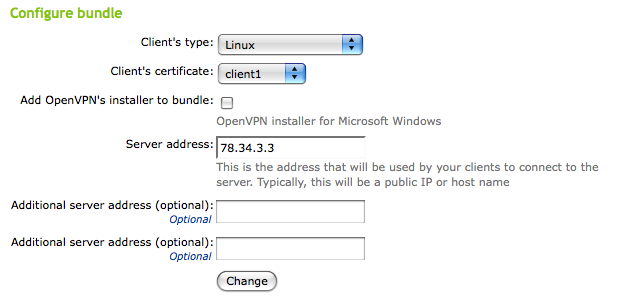 Configure bundle
Client's type: Linux
Client's certificate: client1
Add OpenVPN's installer to bundle:
OpenVPN installer for Microsoft Windows
Server address: 78.34.3.3
This is the address that will be used by your clients to connect to the
server. Typically, this will be a public IP or host name
Additional server address (optional):
Optional
Additional server address (optional):
Optional
Change